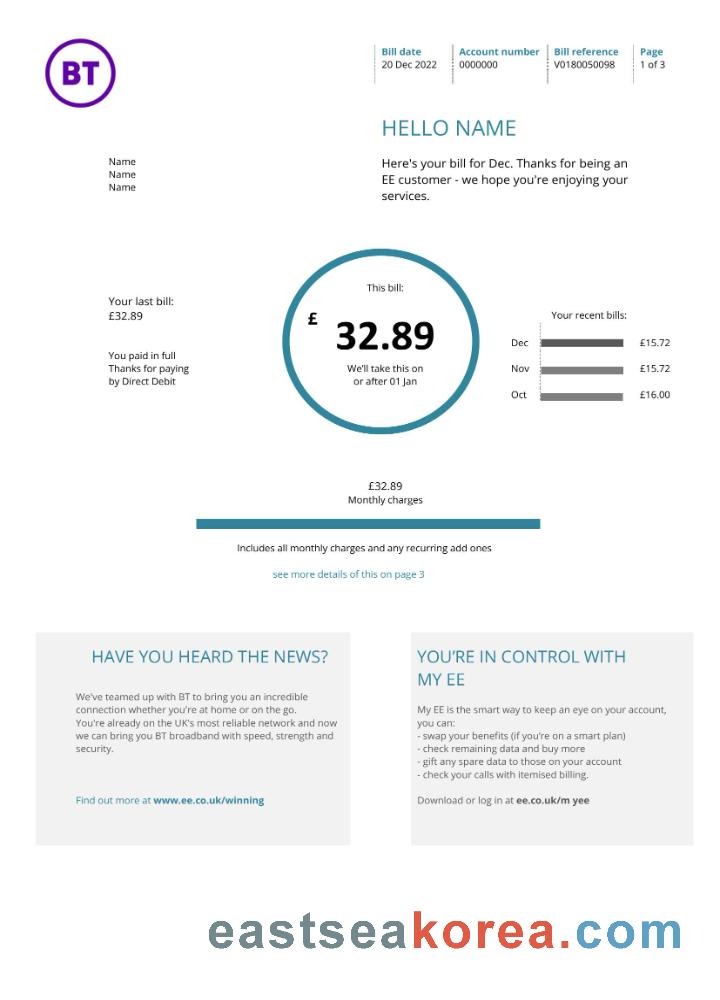 BT
Bill date
20 Dec 2022
Account number
0000000
Bill reference
V0180050098
Page
1 of 3
HELLO NAME
Here's your bill for Dec. Thanks for being an
EE customer - we hope you're enjoying your
services.
Name
Name
Name
Your last bill:
£32.89
You paid in full
Thanks for paying
by Direct Debit
This bill:
£ 32.89
We'll take this on
or after 01 Jan
Your recent bills:
Dec £15.72
Nov £15.72
Oct £16.00
£32.89
Monthly charges
Includes all monthly charges and any recurring add ones
see more details of this on page 3
HAVE YOU HEARD THE NEWS?
We've teamed up with BT to bring you an incredible
connection whether you're at home or on the go.
You're already on the UK's most reliable network and now
we can bring you BT broadband with speed, strength and
security.
Find out more at www.ee.co.uk/winning
YOU'RE IN CONTROL WITH
MY EE
My EE is the smart way to keep an eye on your account,
you can:
- swap your benefits (if you're on a smart plan)
- check remaining data and buy more
- gift any spare data to those on your account
- check your calls with itemised billing.
Download or log in at ee.co.uk/m yee
eastseakorea.com